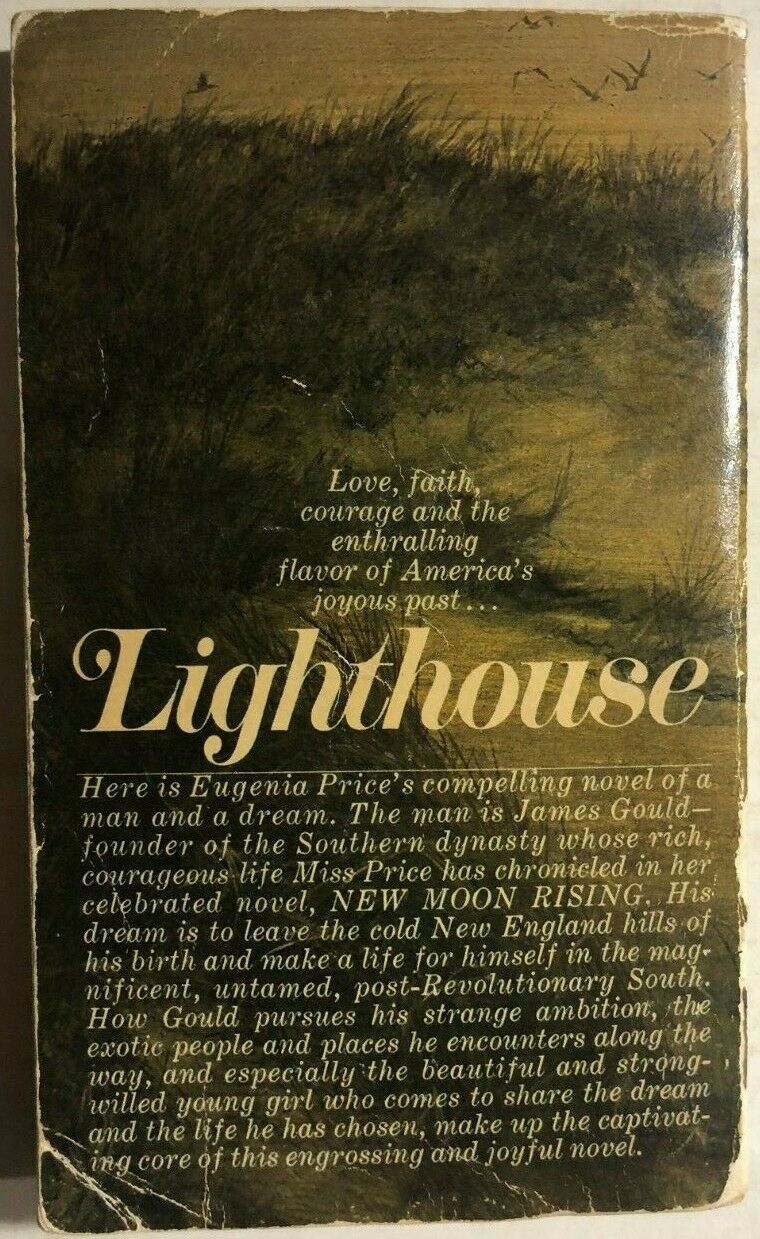 Love, faith,
courage and the
enthralling
flavor of America's
joyous past...
Lighthouse
Here is Eugenia Price's compelling novel of a
man and a dream. The man is James Gould—
founder of the Southern dynasty whose rich,
courageous life Miss Price has chronicled in her
celebrated novel, NEW MOON RISING. His
dream is to leave the cold New England hills of
his birth and make a life for himself in the mag-
nificent, untamed, post-Revolutionary South.
How Gould pursues his strange ambition, the
exotic people and places he encounters along the
way, and especially the beautiful and strong-
willed young girl who comes to share the dream
and the life he has chosen, make up the captivat-
ing core of this engrossing and joyful novel.